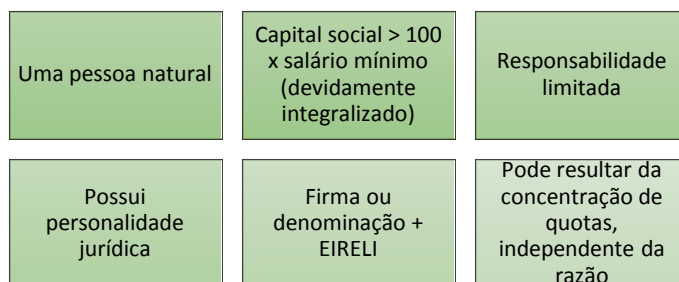 Uma pessoa natural
Capital social > 100
x salário mínimo
(devidamente
integralizado)
Responsabilidade
limitada
Possui
personalidade
jurídica
Firma ou
denominação +
EIRELI
Pode resultar da
concentração de
quotas,
independente da
razão